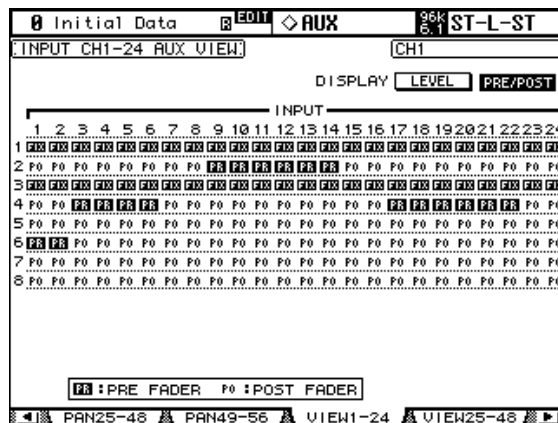 0 Initial Data EDIT AUX 96k 6.1 ST-L-ST
INPUT CH1-24 AUX VIEW CH1
DISPLAY LEVEL PRE/POST
INPUT
1 2 3 4 5 6 7 8 9 10 11 12 13 14 15 16 17 18 19 20 21 22 23 24
1 FIX FIX FIX FIX FIX FIX FIX FIX FIX FIX FIX FIX FIX FIX FIX FIX FIX FIX FIX FIX FIX FIX FIX
2 PO PO PO PO PO PO PO PO PR PR PR PR PR PR PO PO PO PO PO PO PO PO PO
3 FIX FIX FIX FIX FIX FIX FIX FIX FIX FIX FIX FIX FIX FIX FIX FIX FIX FIX FIX FIX FIX FIX FIX
4 PO PO PR PR PR PR PO PO PO PO PO PO PO PO PO PO PR PR PR PR PR PR PO
5 PO PO PO PO PO PO PO PO PO PO PO PO PO PO PO PO PO PO PO PO PO PO PO
6 PR PR PO PO PO PO PO PO PO PO PO PO PO PO PO PO PO PO PO PO PO PO PO
7 PO PO PO PO PO PO PO PO PO PO PO PO PO PO PO PO PO PO PO PO PO PO PO
8 PO PO PO PO PO PO PO PO PO PO PO PO PO PO PO PO PO PO PO PO PO PO PO
PR : PRE FADER PO : POST FADER
PAN25-48 PAN49-56 VIEW1-24 VIEW25-48